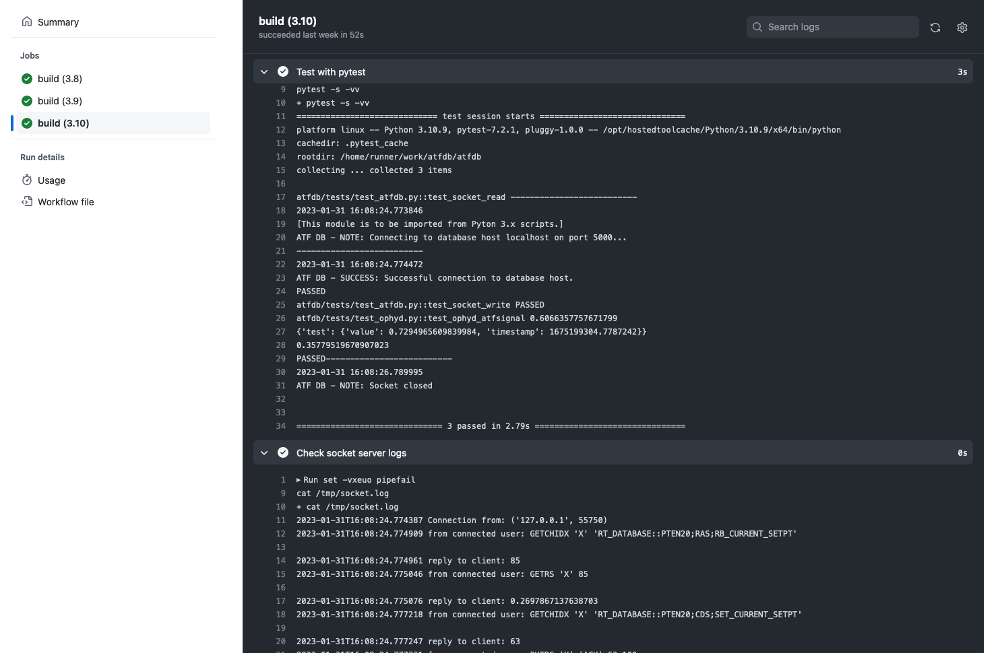 Summary
Jobs
build (3.8)
build (3.9)
build (3.10)
Run details
Usage
Workflow file
build (3.10)
succeeded last week in 52s
Search logs
Test with pytest 3s
9 pytest -s -vv
10 + pytest -s -vv
11 ============================= test session starts ==============================
12 platform linux -- Python 3.10.9, pytest-7.2.1, pluggy-1.0.0 -- /opt/hostedtoolcache/Python/3.10.9/x64/bin/python
13 cachedir: .pytest_cache
14 rootdir: /home/runner/work/atfdb/atfdb
15 collecting ... collected 3 items
16
17 atfdb/tests/test_atfdb.py::test_socket_read --------------------------
18 2023-01-31 16:08:24.773846
19 [This module is to be imported from Pyton 3.x scripts.]
20 ATF DB - NOTE: Connecting to database host localhost on port 5000...
21 --------------------------
22 2023-01-31 16:08:24.774472
23 ATF DB - SUCCESS: Successful connection to database host.
24 PASSED
25 atfdb/tests/test_atfdb.py::test_socket_write PASSED
26 atfdb/tests/test_ophyd.py::test_ophyd_atfsignal 0.6066357757671799
27 {'test': {'value': 0.7294965609839984, 'timestamp': 1675199304.7787242}}
28 0.35779519670907023
29 PASSED--------------------------
30 2023-01-31 16:08:26.789995
31 ATF DB - NOTE: Socket closed
32
33
34 ============================== 3 passed in 2.79s ===============================
Check socket server logs 0s
1 ▶ Run set -vxeuo pipefail
9 cat /tmp/socket.log
10 + cat /tmp/socket.log
11 2023-01-31T16:08:24.774387 Connection from: ('127.0.0.1', 55750)
12 2023-01-31T16:08:24.774909 from connected user: GETCHIDX 'X' 'RT_DATABASE::PTEN20;RAS;RB_CURRENT_SETPT'
13
14 2023-01-31T16:08:24.774961 reply to client: 85
15 2023-01-31T16:08:24.775046 from connected user: GETRS 'X' 85
16
17 2023-01-31T16:08:24.775076 reply to client: 0.2697867137638703
18 2023-01-31T16:08:24.777218 from connected user: GETCHIDX 'X' 'RT_DATABASE::PTEN20;CDS;SET_CURRENT_SETPT'
19
20 2023-01-31T16:08:24.777247 reply to client: 63